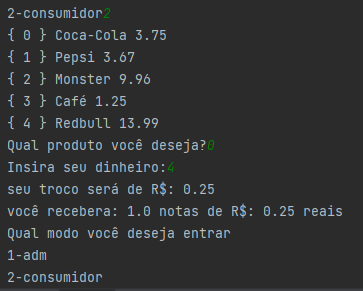 2-consumidor2
{ 0 } Coca-Cola 3.75
{ 1 } Pepsi 3.67
{ 2 } Monster 9.96
{ 3 } Café 1.25
{ 4 } Redbull 13.99
Qual produto você deseja?0
Insira seu dinheiro:4
seu troco será de R$: 0.25
você recebera: 1.0 notas de R$: 0.25 reais
Qual modo você deseja entrar
1-adm
2-consumidor